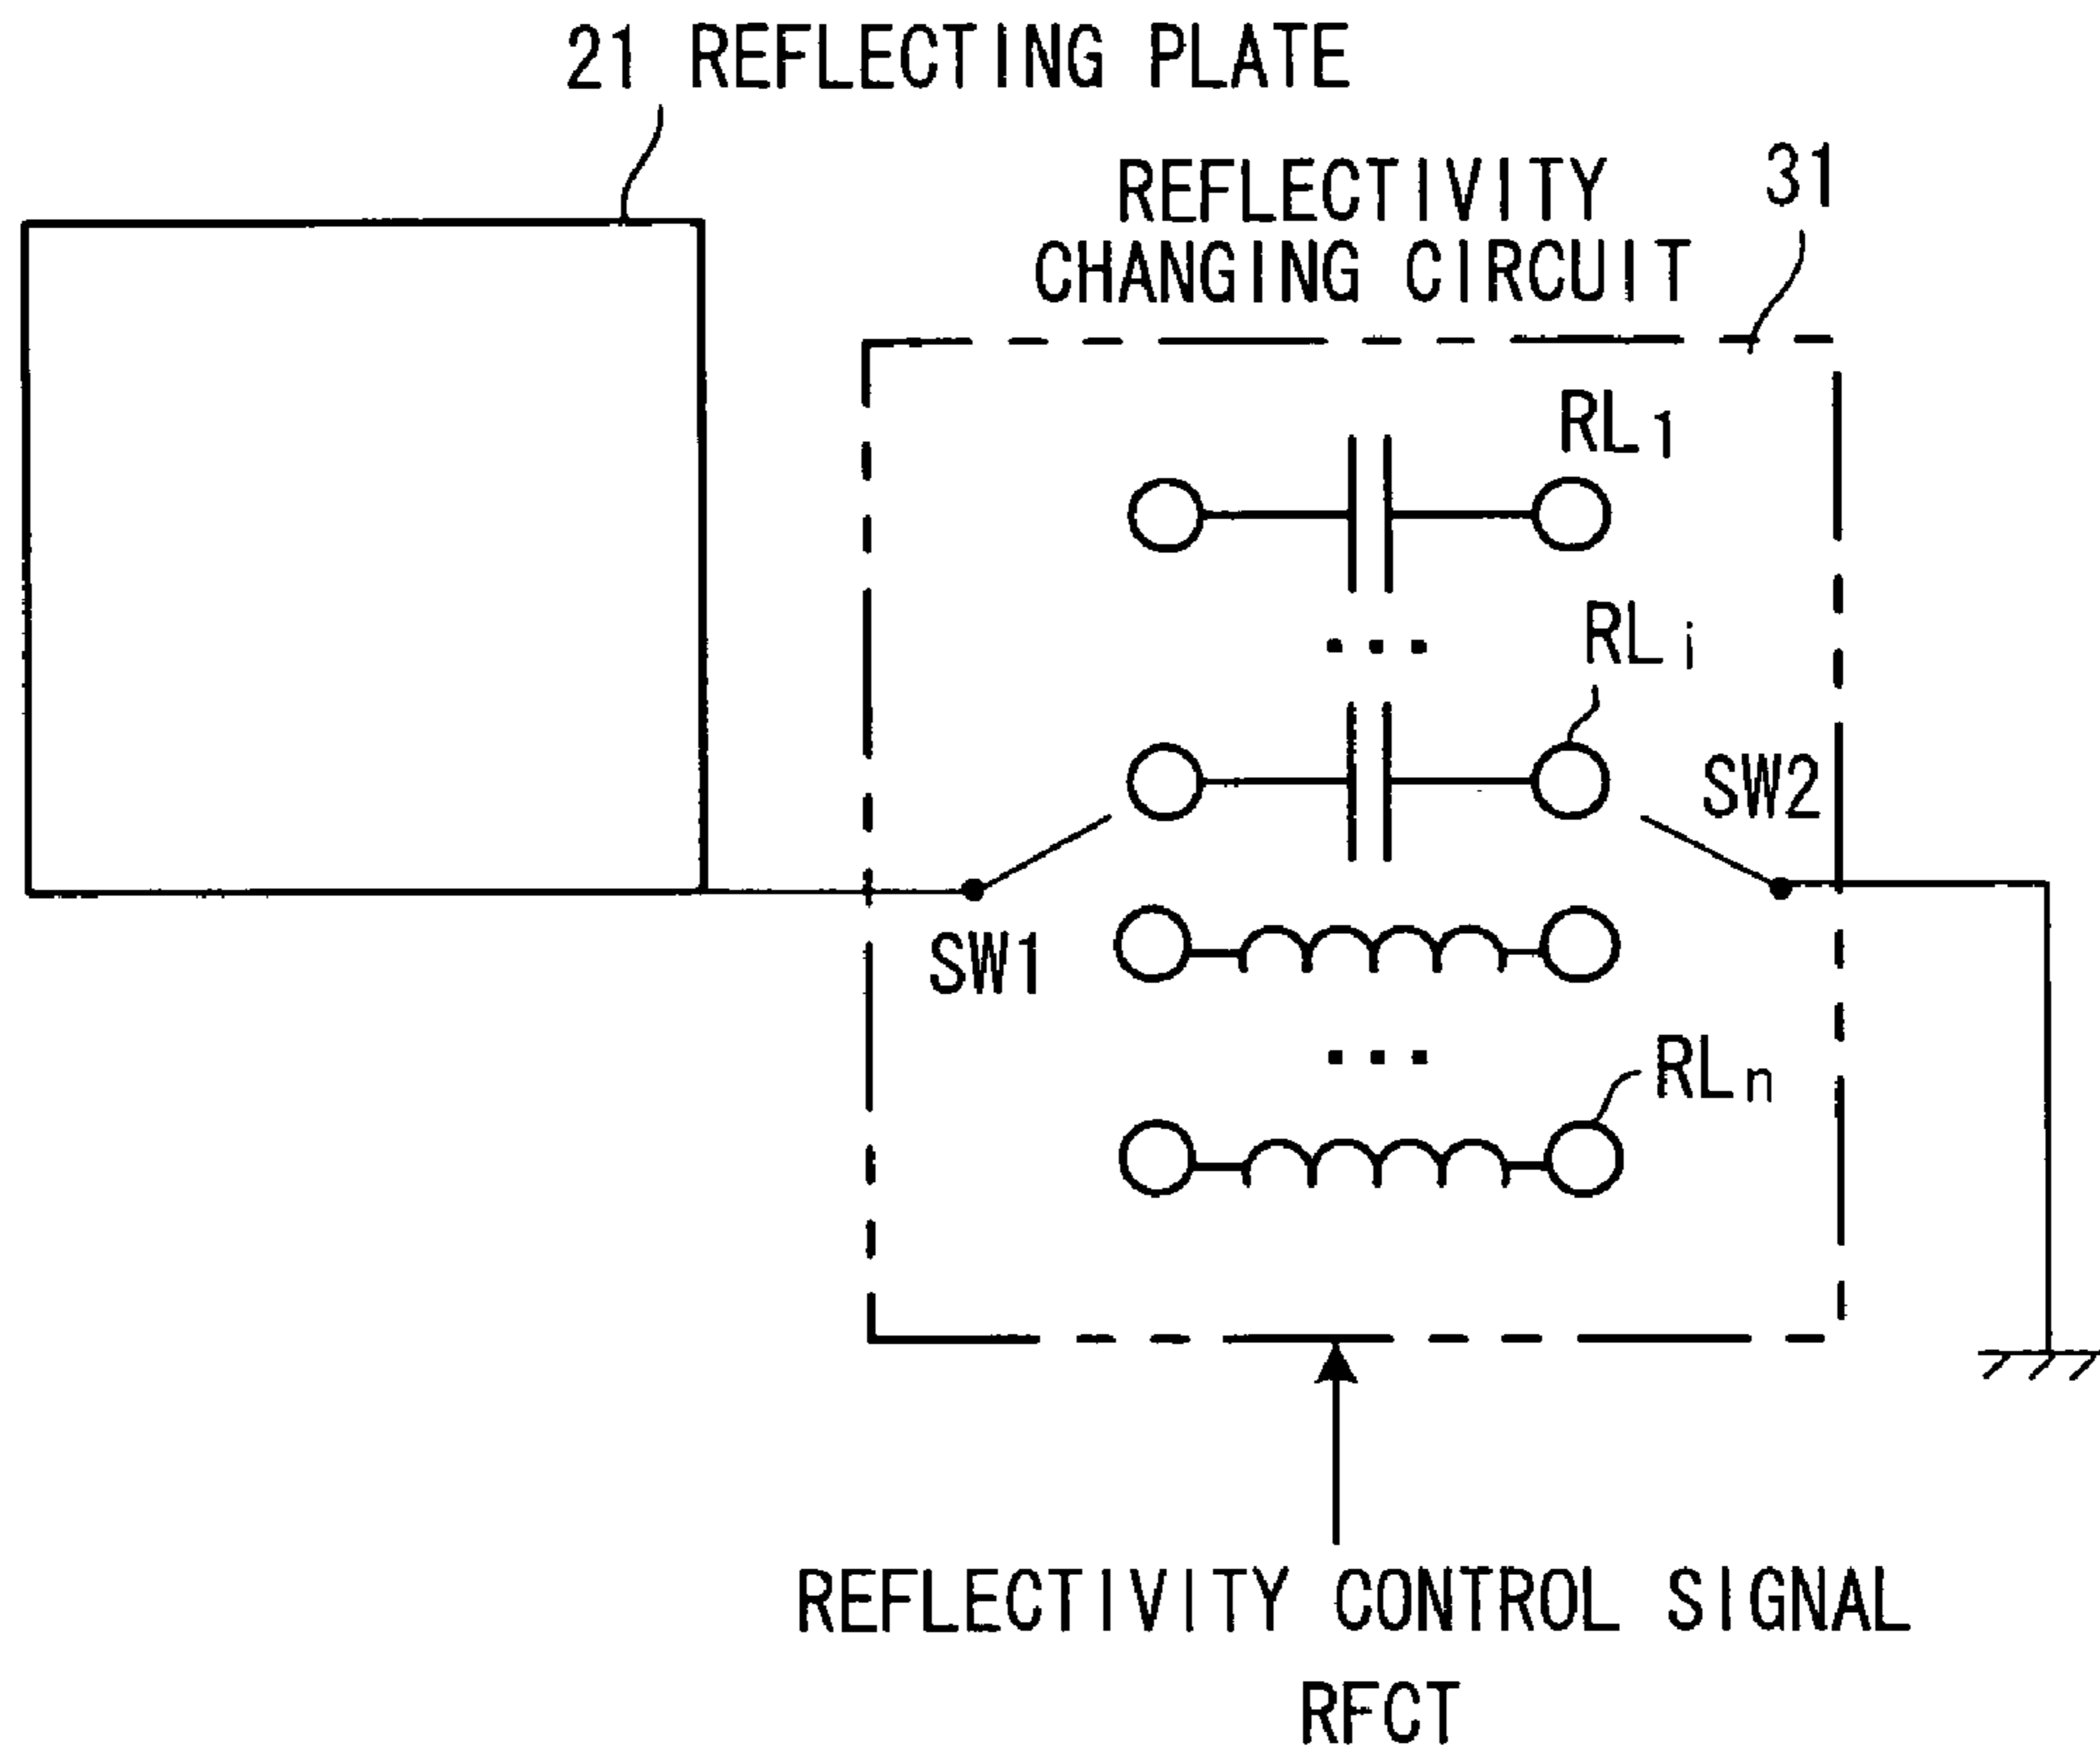 21 REFLECTING PLATE
REFLECTIVITY
CHANGING CIRCUIT
31
RL1
RLi
SW2
SW1
RLn
REFLECTIVITY CONTROL SIGNAL
RFCT